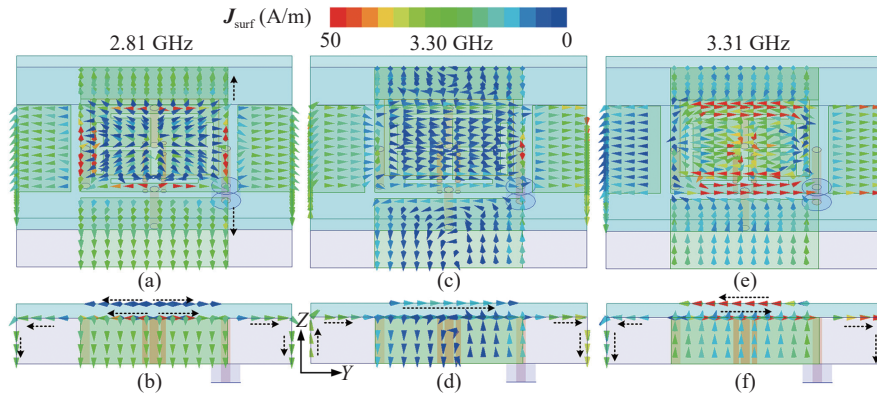 J_surf (A/m)
50 0
2.81 GHz 3.30 GHz 3.31 GHz
(a) (c) (e)
Z
Y
(b) (d) (f)